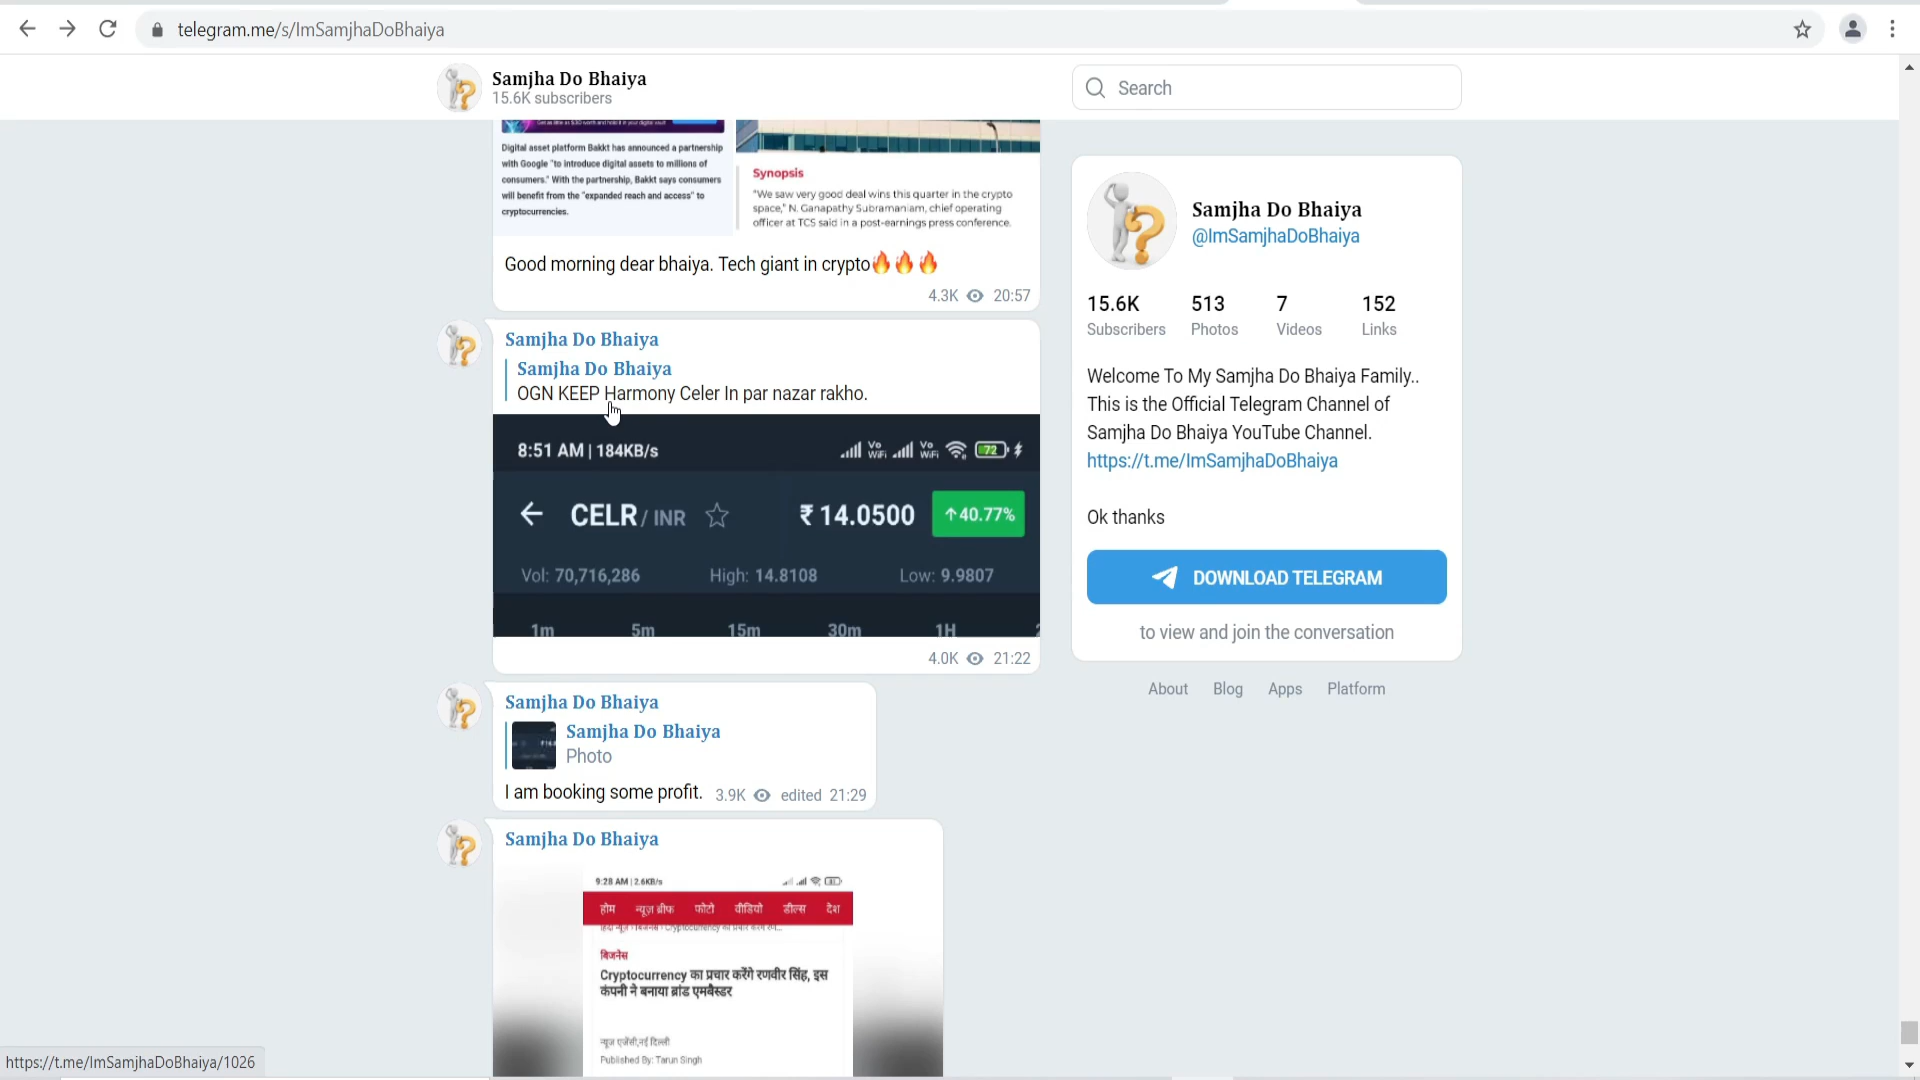 telegram.me/s/ImSamjhaDoBhaiya
Samjha Do Bhaiya
15.6K subscribers
Search
Digital asset platform Bakkt has announced a partnership
with Google "to introduce digital assets to millions of
consumers." With the partnership, Bakkt says consumers
will benefit from the "expanded reach and access" to
cryptocurrencies.
Synopsis
"We saw very good deal wins this quarter in the crypto
space," N. Ganapathy Subramaniam, chief operating
officer at TCS said in a post-earnings press conference.
Good morning dear bhaiya. Tech giant in crypto🔥🔥🔥
4.3K 20:57
Samjha Do Bhaiya
Samjha Do Bhaiya
OGN KEEP Harmony Celer In par nazar rakho.
8:51 AM | 184KB/s
Vo WiFi Vo WiFi 72
CELR / INR ₹ 14.0500 ↑40.77%
Vol: 70,716,286 High: 14.8108 Low: 9.9807
1m 5m 15m 30m 1H
4.0K 21:22
Samjha Do Bhaiya
Samjha Do Bhaiya
Photo
I am booking some profit. 3.9K edited 21:29
Samjha Do Bhaiya
9:28 AM | 2.6KB/s
होम न्यूज़ ब्रीफ फोटो वीडियो डील्स देश
बिजनेस
Cryptocurrency का प्रचार करेंगे रणवीर सिंह, इस
कंपनी ने बनाया ब्रांड एम्बैस्डर
न्यूज़ एजेंसी,नई दिल्ली
Published By: Tarun Singh
Samjha Do Bhaiya
@ImSamjhaDoBhaiya
15.6K 513 7 152
Subscribers Photos Videos Links
Welcome To My Samjha Do Bhaiya Family..
This is the Official Telegram Channel of
Samjha Do Bhaiya YouTube Channel.
https://t.me/ImSamjhaDoBhaiya
Ok thanks
DOWNLOAD TELEGRAM
to view and join the conversation
About Blog Apps Platform
https://t.me/ImSamjhaDoBhaiya/1026